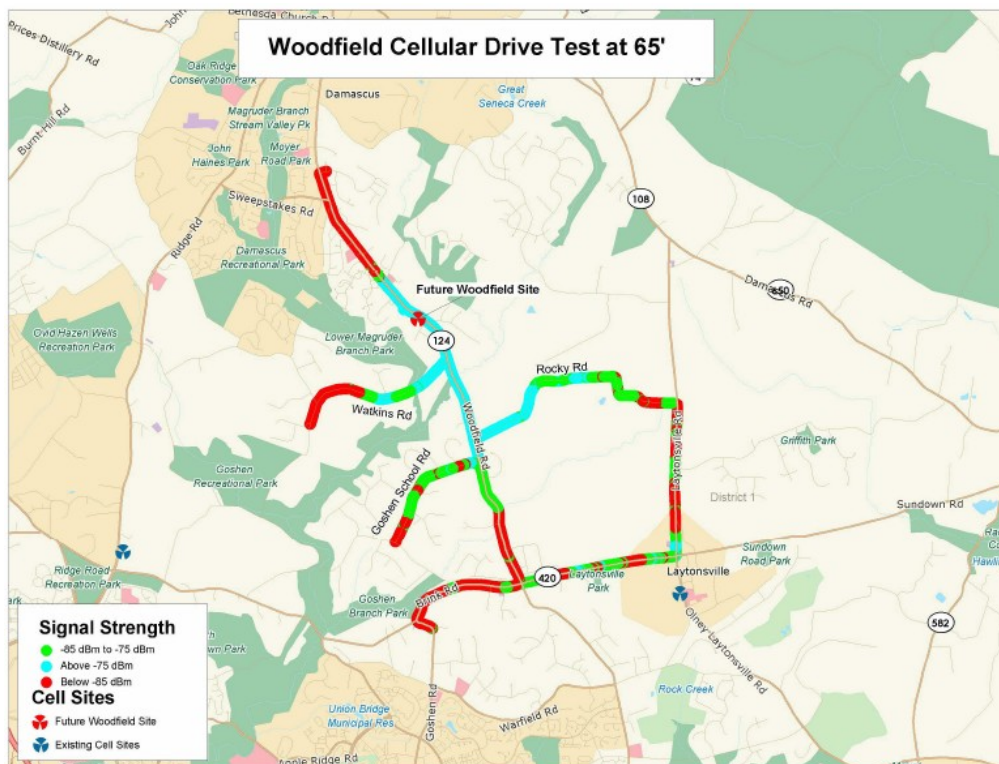 Woodfield Cellular Drive Test at 65'
Bethesda Church R
Prices-Distillery Rd
John
Oak Ridge
Conservation Park
Damascus
Great
Seneca Creek
74
Burnt Hill Rd
Magruder Branch
Stream Valley Pk
John
Haines Park
Moyer
Road Park
Sweepstakes Rd
108
Ridge Rd
Damascus
Recreational Park
Damascus Rd
650
Future Woodfield Site
Ovid Hazen Wells
Recreation Park
Lower Magruder
Branch Park
124
Rocky Rd
Watkins Rd
Woodfield Rd
Laytonsville Rd
Griffith Park
Goshen School Rd
Goshen
Recreational Park
District 1
Sundown Rd
Ridge Road
Recreation Park
Sundown
Road Park
420
Laytonsville
Park
Laytonsville
Goshen
Branch Park
Brink Rd
582
Olney-Laytonsville Rd
Rock Creek
Goshen Rd
Warfield Rd
Union Bridge
Municipal Res.
Apple Ridge Rd
Signal Strength
-85 dBm to -75 dBm
Above -75 dBm
Below -85 dBm
Cell Sites
Future Woodfield Site
Existing Cell Sites